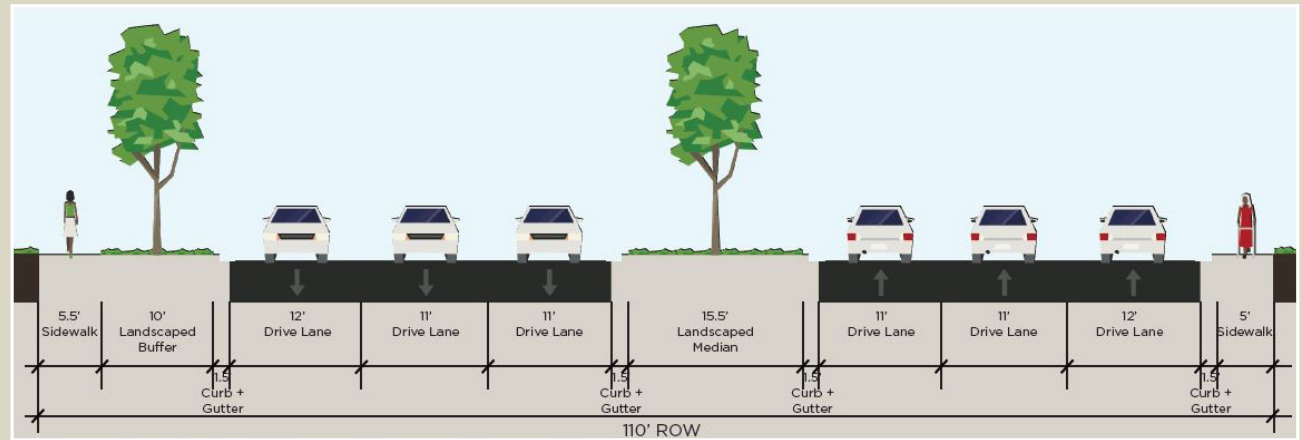 5.5'
Sidewalk
10'
Landscaped
Buffer
1.5'
Curb +
Gutter
12'
Drive Lane
11'
Drive Lane
11'
Drive Lane
1.5'
Curb +
Gutter
15.5'
Landscaped
Median
1.5'
Curb +
Gutter
11'
Drive Lane
11'
Drive Lane
12'
Drive Lane
1.5'
Curb +
Gutter
5'
Sidewalk
110' ROW